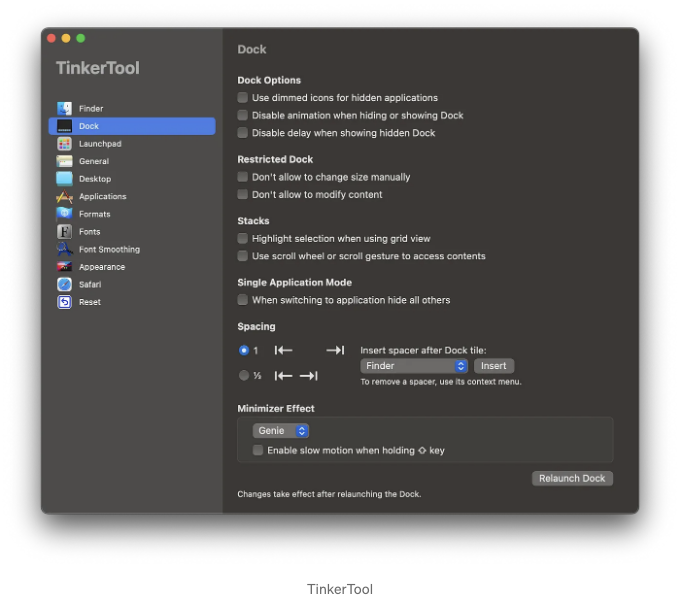 TinkerTool
Finder
Dock
Launchpad
General
Desktop
Applications
Formats
Fonts
Font Smoothing
Appearance
Safari
Reset
Dock
Dock Options
Use dimmed icons for hidden applications
Disable animation when hiding or showing Dock
Disable delay when showing hidden Dock
Restricted Dock
Don't allow to change size manually
Don't allow to modify content
Stacks
Highlight selection when using grid view
Use scroll wheel or scroll gesture to access contents
Single Application Mode
When switching to application hide all others
Spacing
1
Insert spacer after Dock tile:
Finder Insert
½
To remove a spacer, use its context menu.
Minimizer Effect
Genie
Enable slow motion when holding ⇧ key
Relaunch Dock
Changes take effect after relaunching the Dock.
TinkerTool